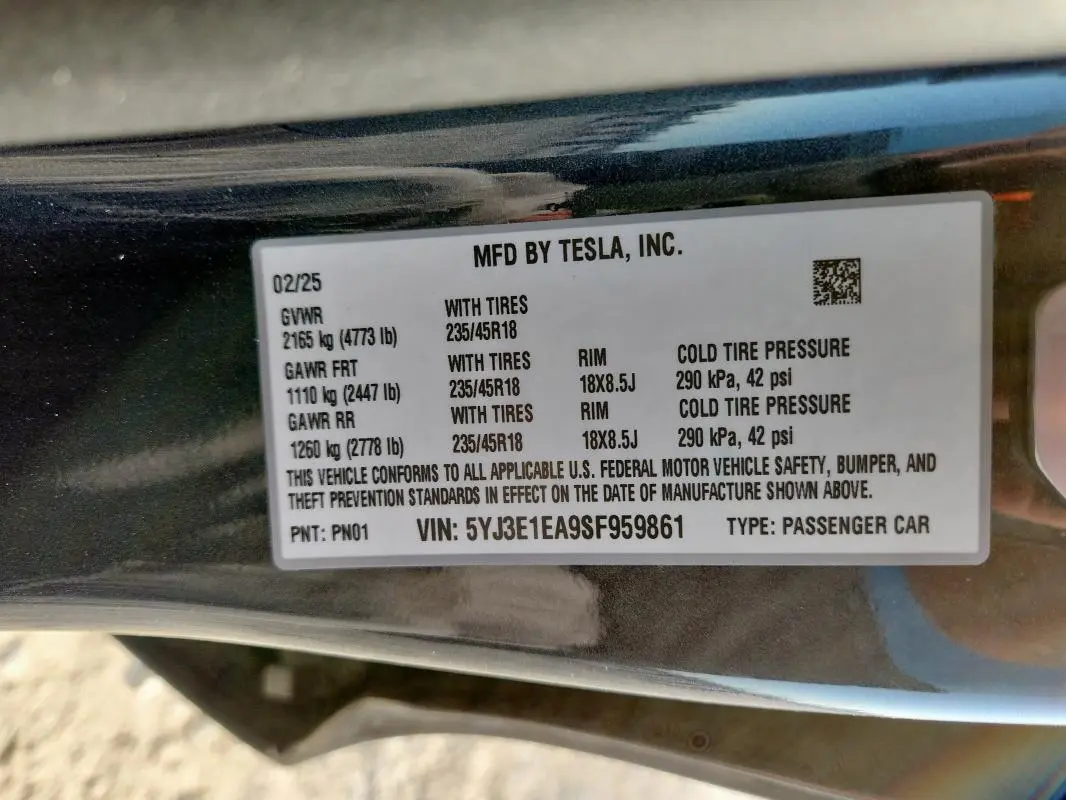 MFD BY TESLA, INC.
02/25
GVWR WITH TIRES
2165 kg (4773 lb) 235/45R18
GAWR FRT WITH TIRES RIM COLD TIRE PRESSURE
1110 kg (2447 lb) 235/45R18 18X8.5J 290 kPa, 42 psi
GAWR RR WITH TIRES RIM COLD TIRE PRESSURE
1260 kg (2778 lb) 235/45R18 18X8.5J 290 kPa, 42 psi
THIS VEHICLE CONFORMS TO ALL APPLICABLE U.S. FEDERAL MOTOR VEHICLE SAFETY, BUMPER, AND
THEFT PREVENTION STANDARDS IN EFFECT ON THE DATE OF MANUFACTURE SHOWN ABOVE.
PNT: PN01 VIN: 5YJ3E1EA9SF959861 TYPE: PASSENGER CAR